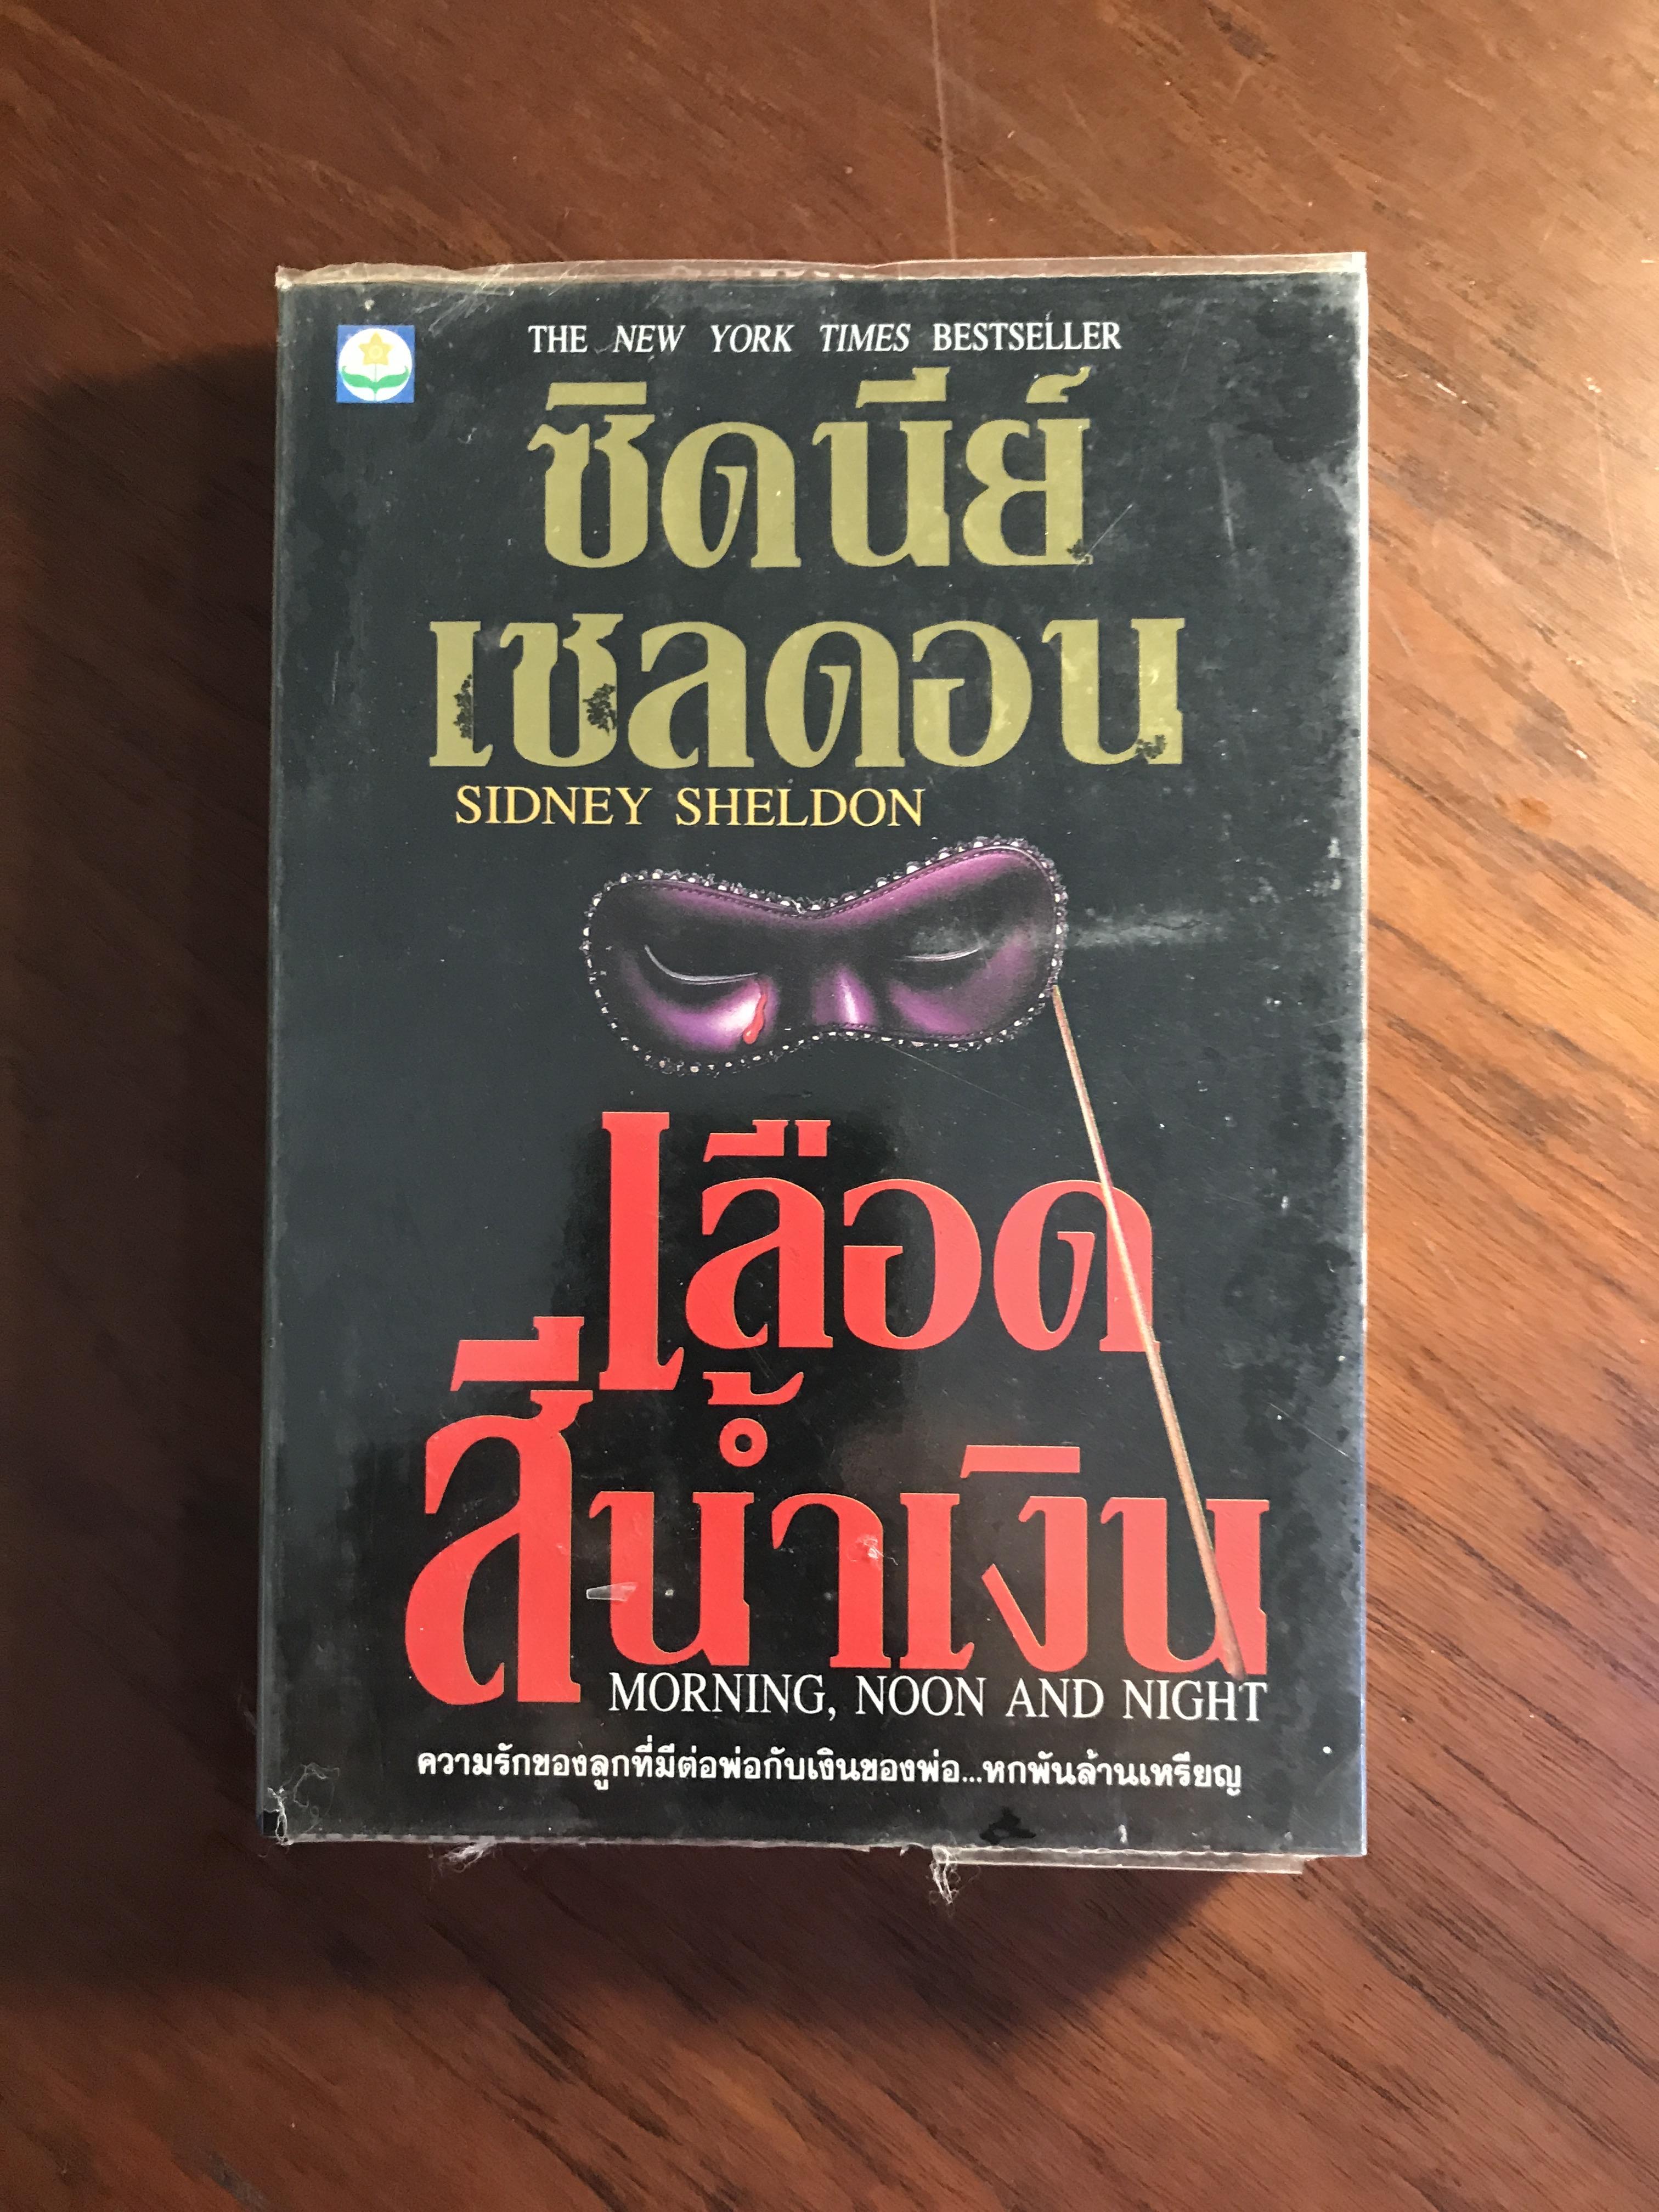 THE NEW YORK TIMES BESTSELLER
ซิดนีย์
เชลดอน
SIDNEY SHELDON
เลือด
สีน้ำเงิน
MORNING, NOON AND NIGHT
ความรักของลูกที่มีต่อพ่อกับเงินของพ่อ...หกพันล้านเหรียญ